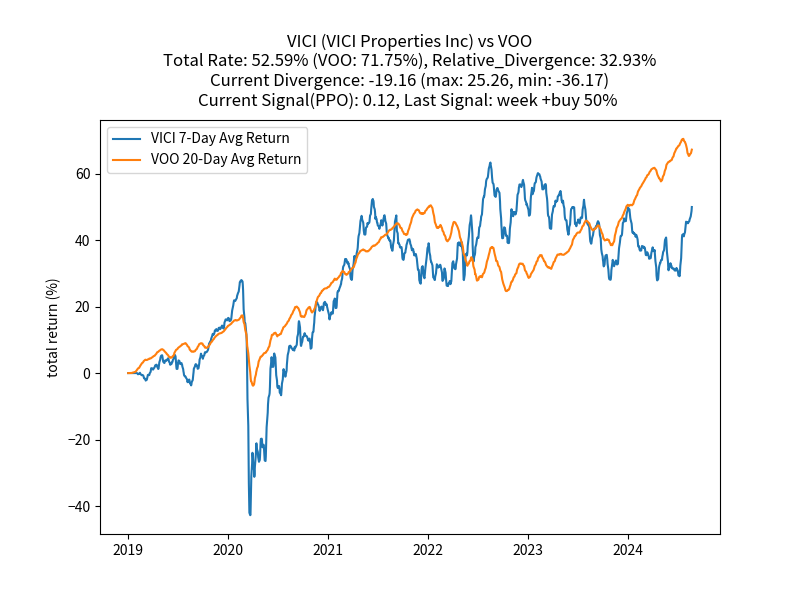 VICI (VICI Properties Inc) vs VOO
Total Rate: 52.59% (VOO: 71.75%), Relative_Divergence: 32.93%
Current Divergence: -19.16 (max: 25.26, min: -36.17)
Current Signal(PPO): 0.12, Last Signal: week +buy 50%
VICI 7-Day Avg Return
VOO 20-Day Avg Return
total return (%)
60
40
20
0
−20
−40
2019 2020 2021 2022 2023 2024